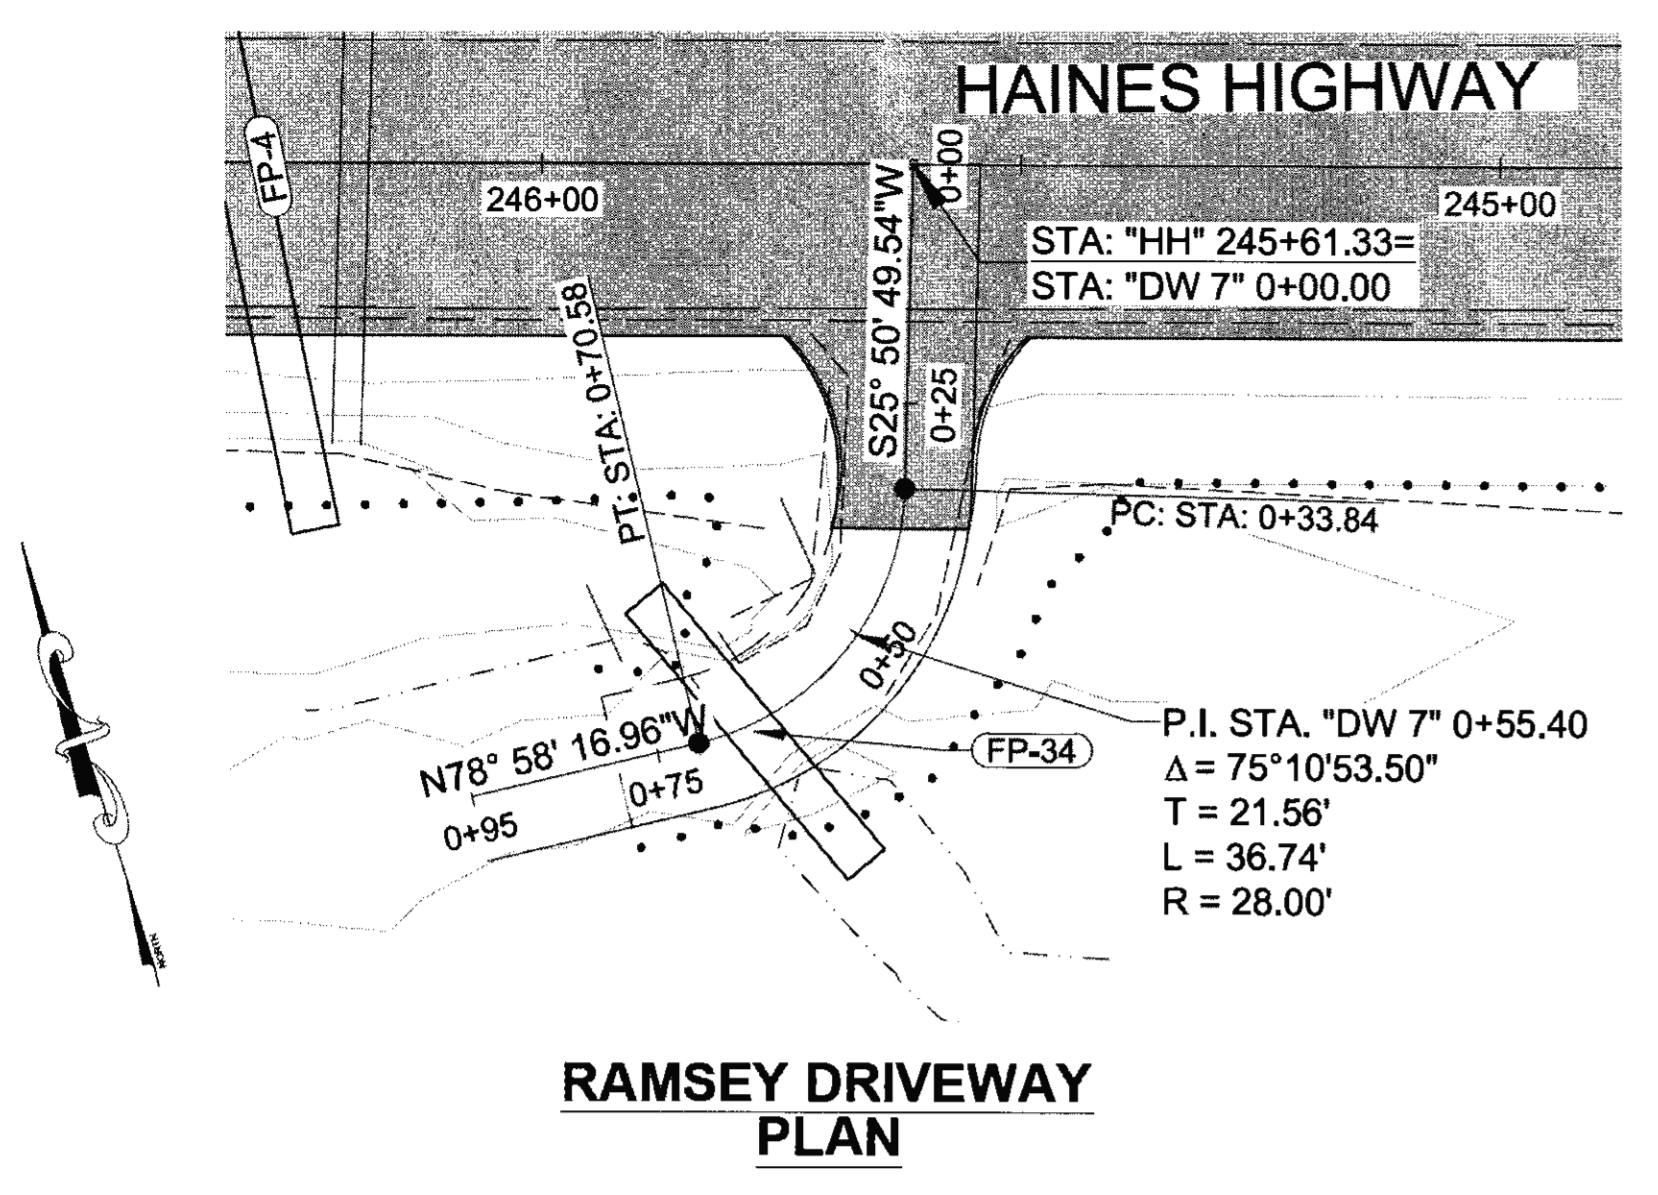 HAINES HIGHWAY
FP-4
246+00
0+00
245+00
S25° 50' 49.54"W
STA: "HH" 245+61.33=
STA: "DW 7" 0+00.00
PT: STA: 0+70.58
0+25
PC: STA: 0+33.84
0+50
N78° 58' 16.96"W
0+75
0+95
FP-34
P.I. STA. "DW 7" 0+55.40
Δ = 75°10'53.50"
T = 21.56'
L = 36.74'
R = 28.00'
NORTH
RAMSEY DRIVEWAY
PLAN